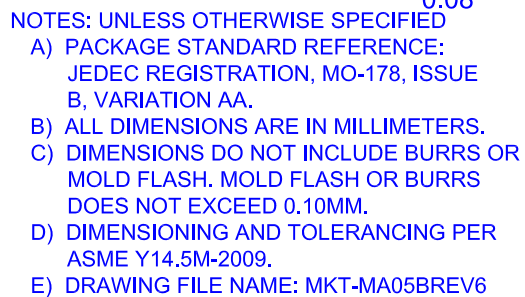 0.08
NOTES: UNLESS OTHERWISE SPECIFIED
A) PACKAGE STANDARD REFERENCE:
JEDEC REGISTRATION, MO-178, ISSUE
B, VARIATION AA.
B) ALL DIMENSIONS ARE IN MILLIMETERS.
C) DIMENSIONS DO NOT INCLUDE BURRS OR
MOLD FLASH. MOLD FLASH OR BURRS
DOES NOT EXCEED 0.10MM.
D) DIMENSIONING AND TOLERANCING PER
ASME Y14.5M-2009.
E) DRAWING FILE NAME: MKT-MA05BREV6